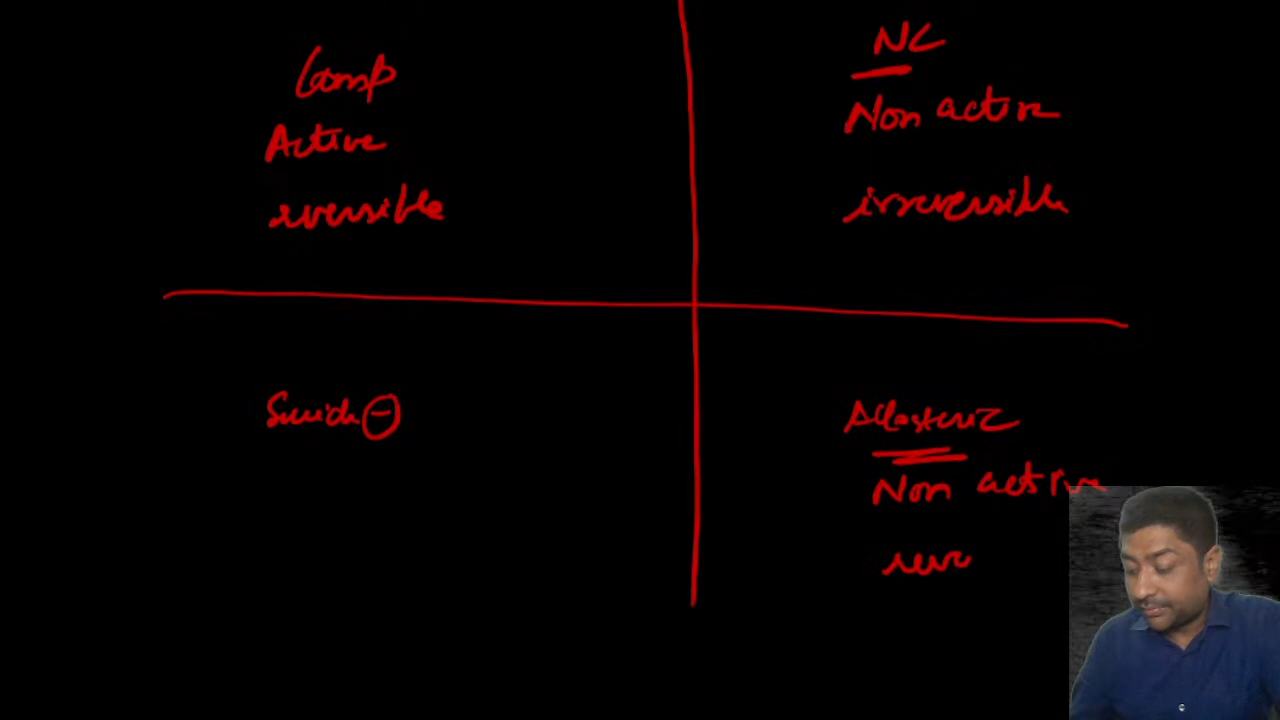 Comp
Active
reversible
NC
Non active
irreversible
Suicide ⊖
Allosteric
Non active
rev